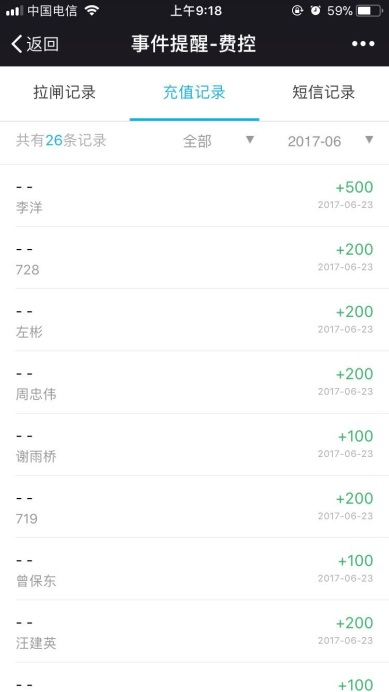 中国电信 上午9:18 59%
返回 事件提醒-费控
拉闸记录 充值记录 短信记录
共有26条记录 全部 2017-06
- - +500
李洋 2017-06-23
- - +200
728 2017-06-23
- - +200
左彬 2017-06-23
- - +200
周忠伟 2017-06-23
- - +100
谢雨桥 2017-06-23
- - +200
719 2017-06-23
- - +100
曾保东 2017-06-23
- - +200
汪建英 2017-06-23
- - +100